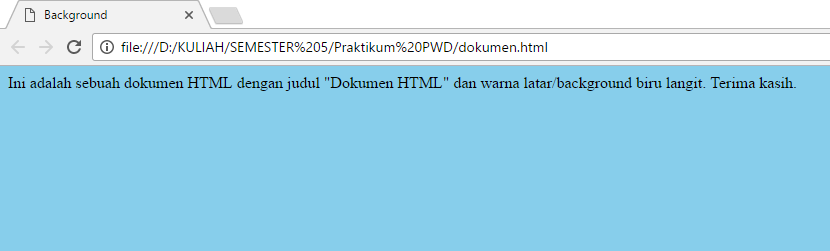 Background
file:///D:/KULIAH/SEMESTER%205/Praktikum%20PWD/dokumen.html
Ini adalah sebuah dokumen HTML dengan judul "Dokumen HTML" dan warna latar/background biru langit. Terima kasih.